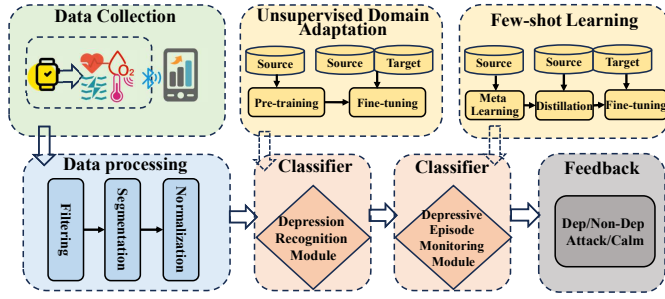 Data Collection
O₂
Unsupervised Domain
Adaptation
Source
Source
Target
Pre-training
Fine-tuning
Few-shot Learning
Source
Source
Target
Meta
Learning
Distillation
Fine-tuning
Data processing
Filtering
Segmentation
Normalization
Classifier
Depression
Recognition
Module
Classifier
Depressive
Episode
Monitoring
Module
Feedback
Dep/Non-Dep
Attack/Calm